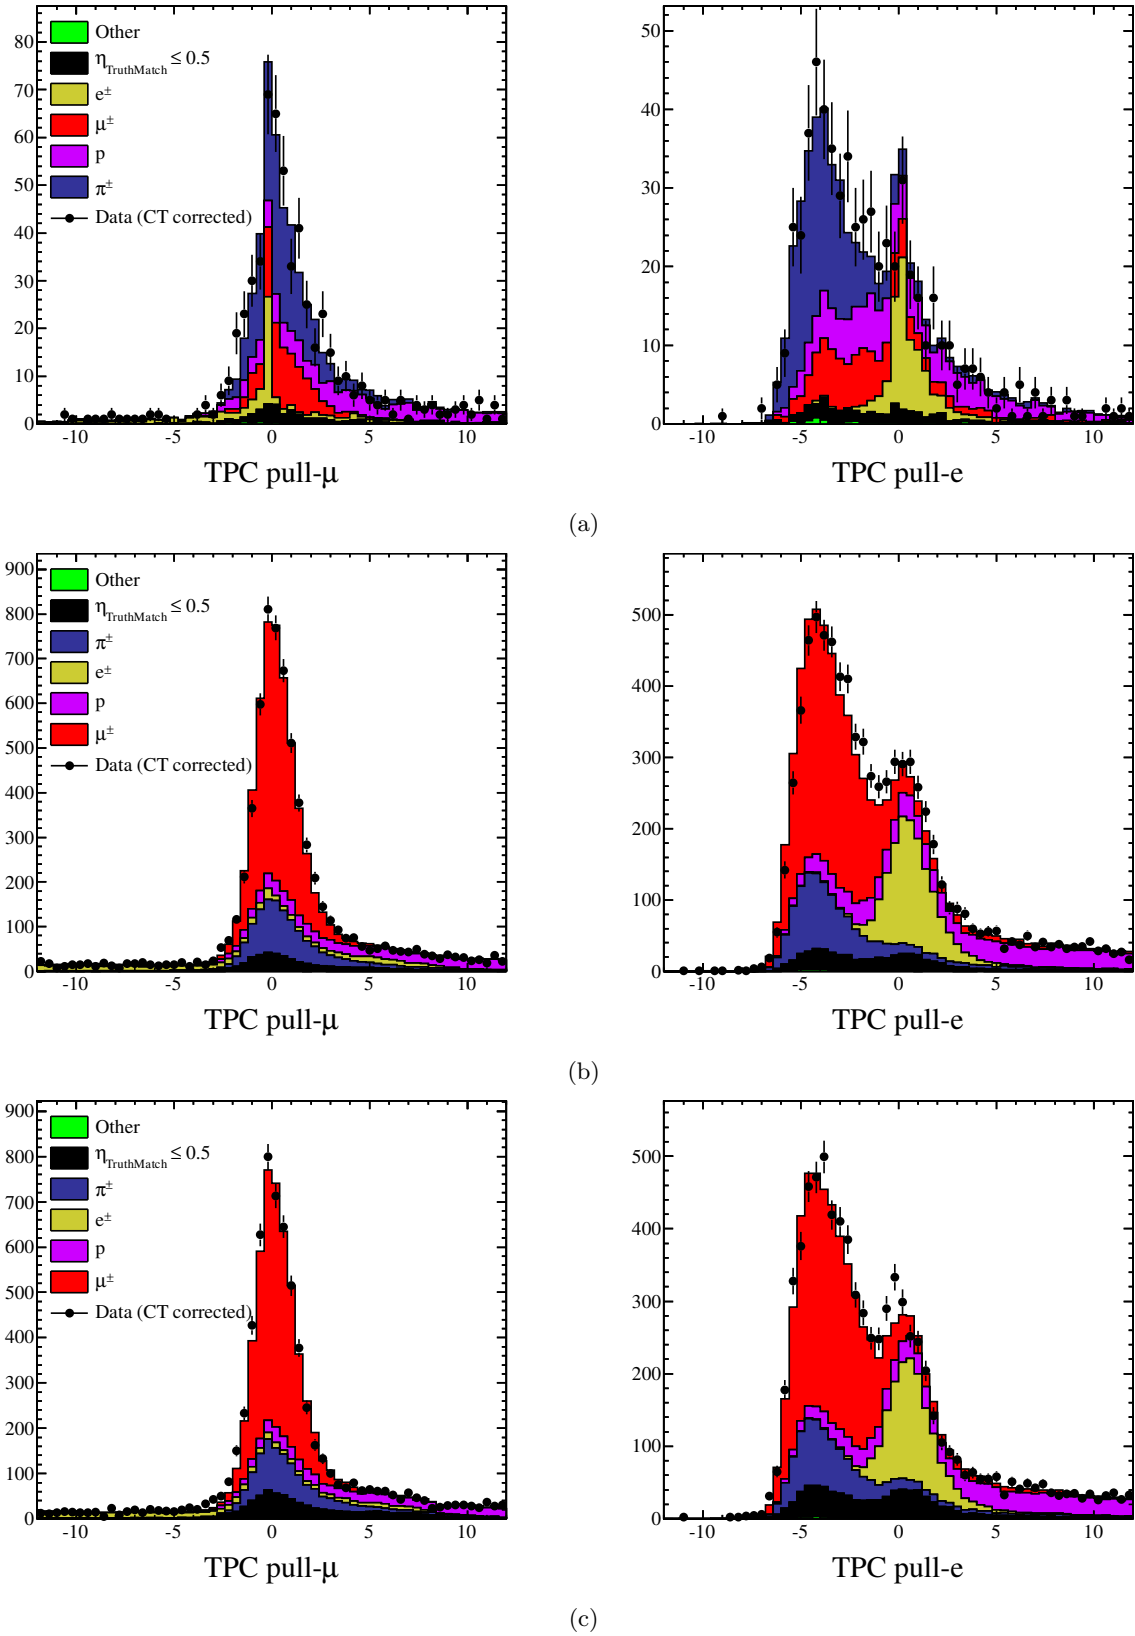 Other
ηTruthMatch ≤ 0.5
e±
μ±
p
π±
Data (CT corrected)
80
70
60
50
40
30
20
10
0
-10 -5 0 5 10
TPC pull-μ
50
40
30
20
10
0
-10 -5 0 5 10
TPC pull-e
(a)
Other
ηTruthMatch ≤ 0.5
π±
e±
p
μ±
Data (CT corrected)
900
800
700
600
500
400
300
200
100
0
-10 -5 0 5 10
TPC pull-μ
500
400
300
200
100
0
-10 -5 0 5 10
TPC pull-e
(b)
Other
ηTruthMatch ≤ 0.5
π±
e±
p
μ±
Data (CT corrected)
900
800
700
600
500
400
300
200
100
0
-10 -5 0 5 10
TPC pull-μ
500
400
300
200
100
0
-10 -5 0 5 10
TPC pull-e
(c)